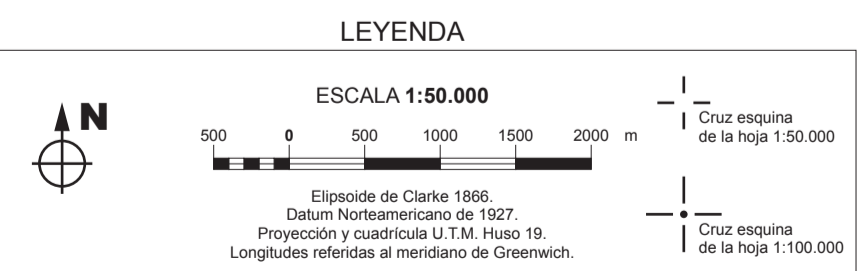 LEYENDA
N
ESCALA 1:50.000
500 0 500 1000 1500 2000 m
Elipsoide de Clarke 1866.
Datum Norteamericano de 1927.
Proyección y cuadrícula U.T.M. Huso 19.
Longitudes referidas al meridiano de Greenwich.
Cruz esquina
de la hoja 1:50.000
Cruz esquina
de la hoja 1:100.000